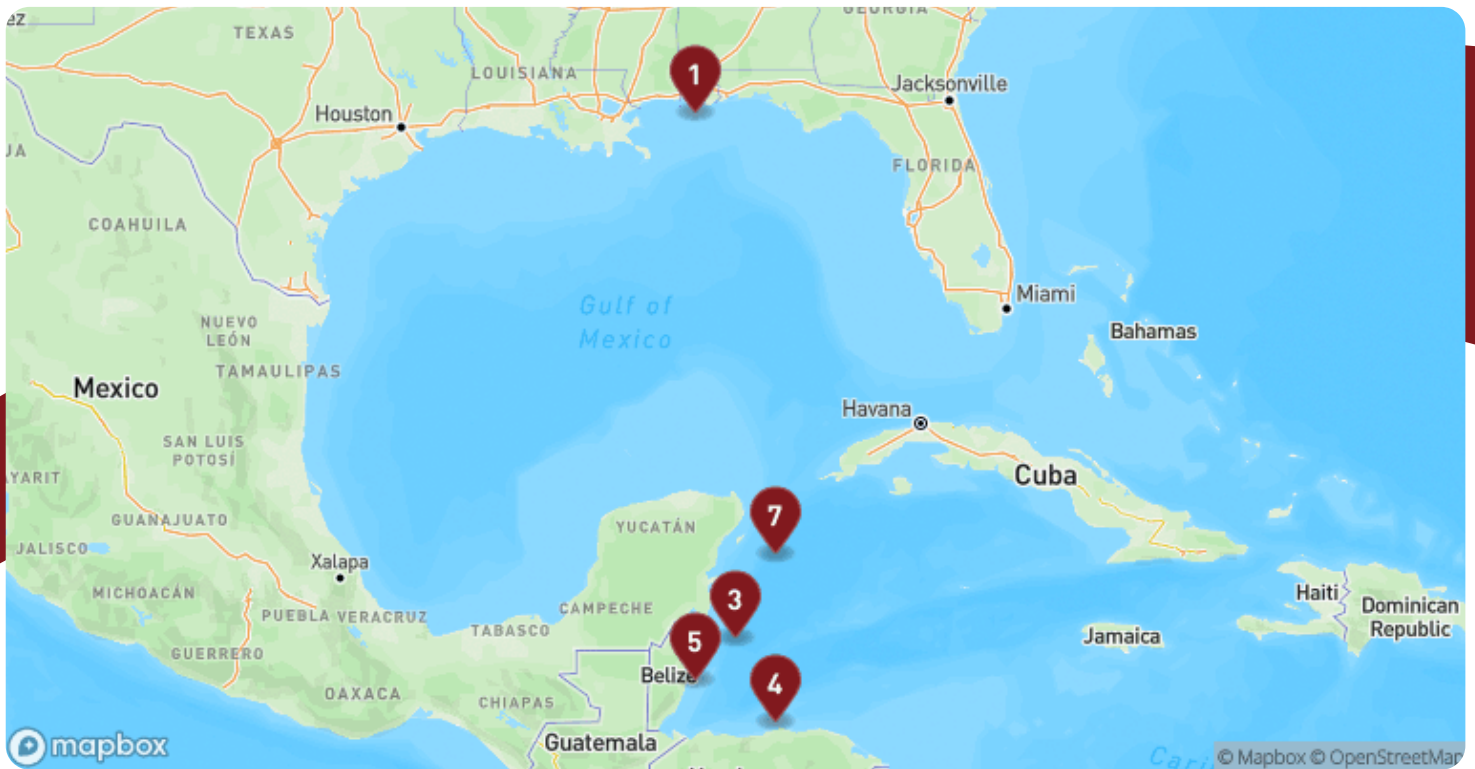 ez
TEXAS
GEORGIA
LOUISIANA
1
Jacksonville
Houston
UA
FLORIDA
COAHUILA
Miami
Gulf of
Mexico
NUEVO
LEÓN
Bahamas
TAMAULIPAS
Mexico
Havana
SAN LUIS
POTOSÍ
Cuba
AYARIT
7
GUANAJUATO
YUCATÁN
JALISCO
Xalapa
MICHOACÁN
Haiti
3
CAMPECHE
Dominican
Republic
PUEBLA
VERACRUZ
TABASCO
Jamaica
5
GUERRERO
Belize
4
OAXACA
CHIAPAS
Guatemala
mapbox
Cari
© Mapbox © OpenStreetMap